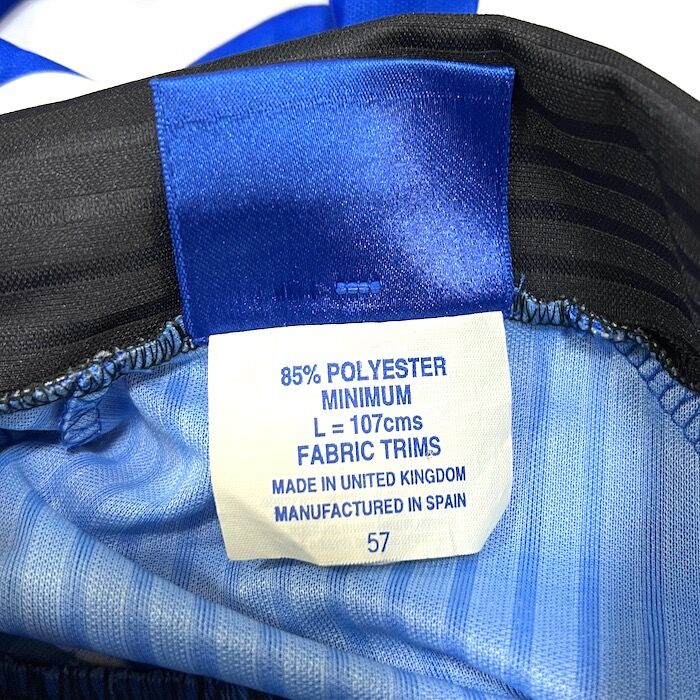 85% POLYESTER
MINIMUM
L = 107cms
FABRIC TRIMS
MADE IN UNITED KINGDOM
MANUFACTURED IN SPAIN
57